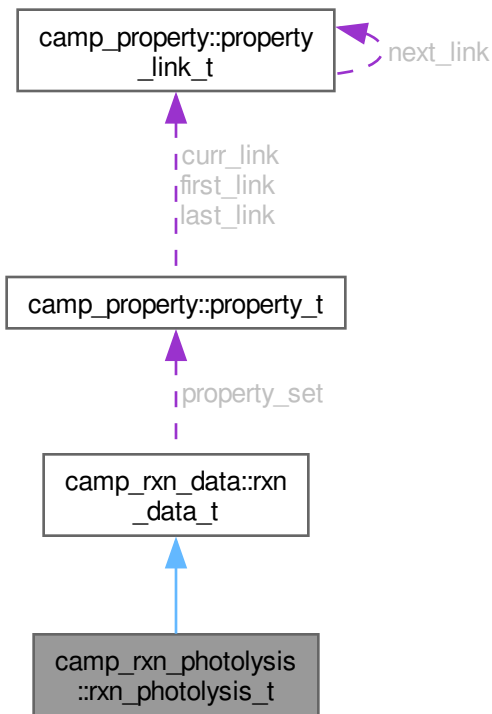 camp_property::property
_link_t
next_link
curr_link
first_link
last_link
camp_property::property_t
property_set
camp_rxn_data::rxn
_data_t
camp_rxn_photolysis
::rxn_photolysis_t